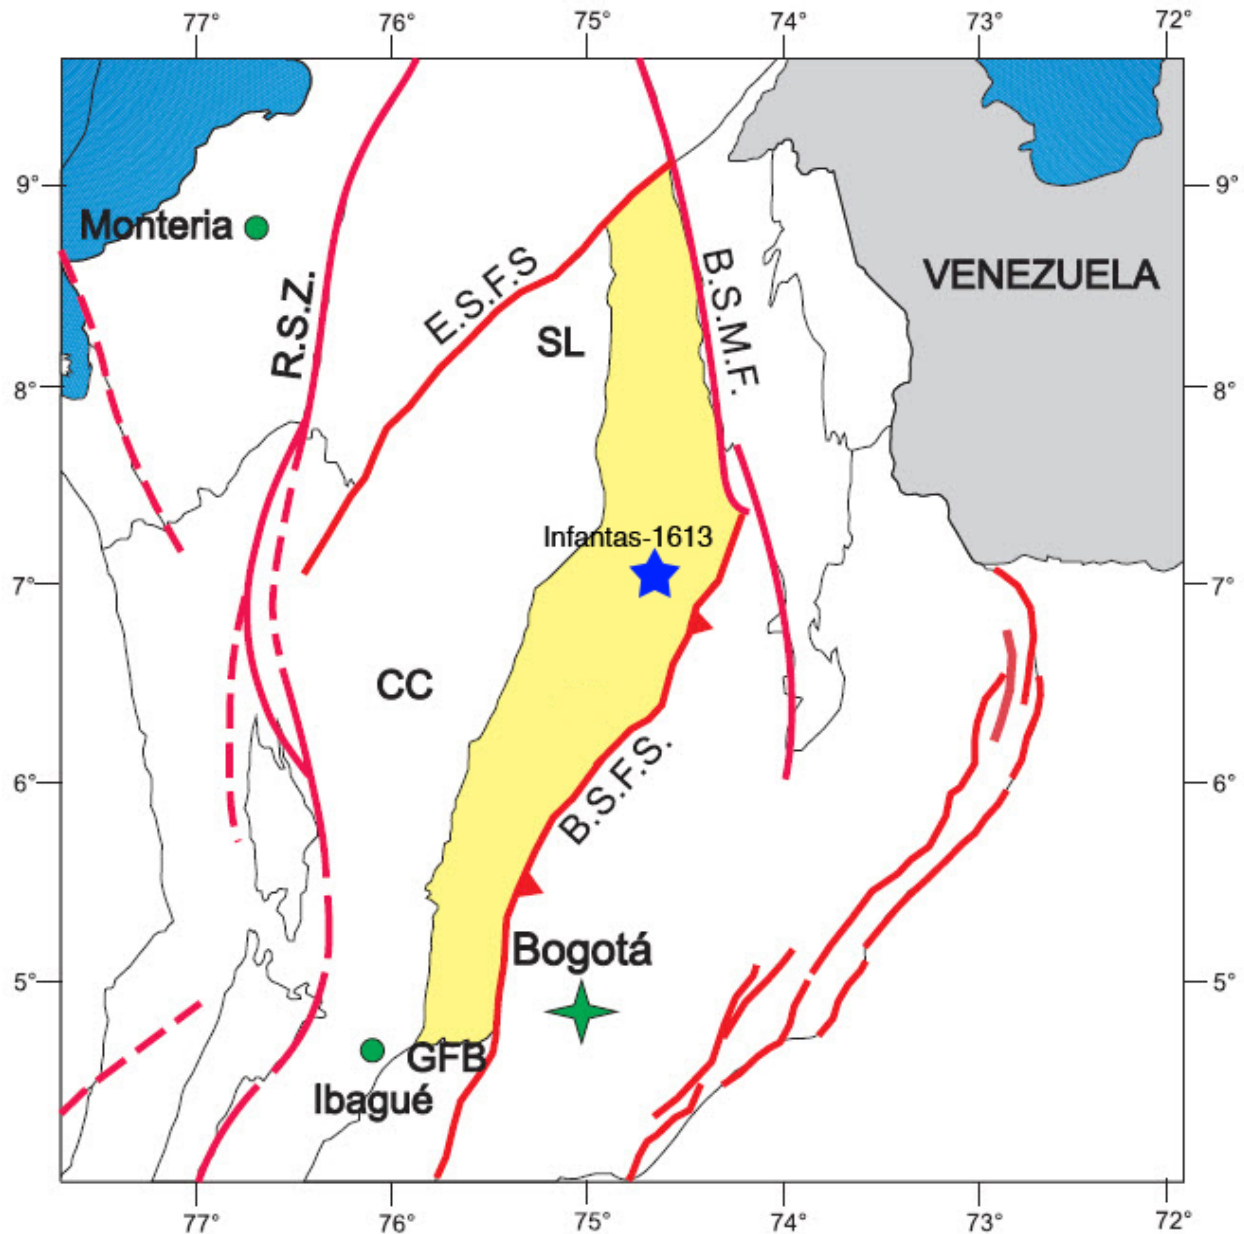 77° 76° 75° 74° 73° 72°
9° 9°
Monteria
VENEZUELA
E.S.F.S
B.S.M.F.
R.S.Z.
SL
8° 8°
Infantas-1613
7° 7°
CC
B.S.F.S.
6° 6°
Bogotá
5° 5°
GFB
Ibagué
77° 76° 75° 74° 73° 72°